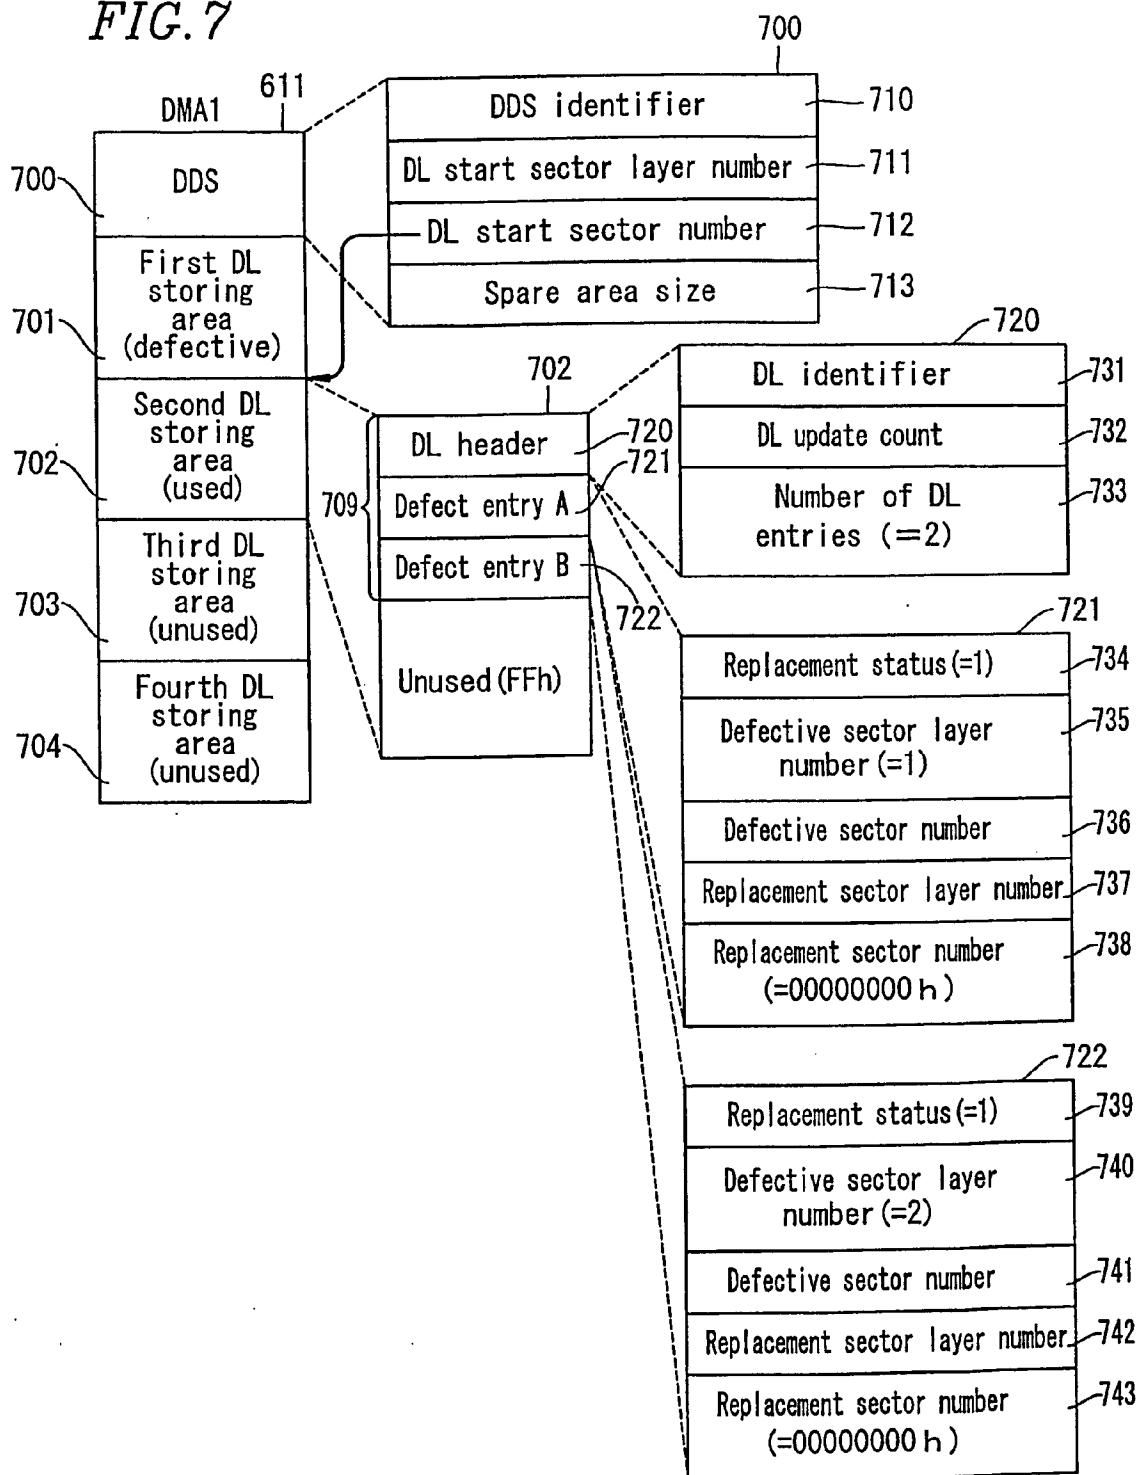 FIG. 7
700
611
DMA1
DDS identifier
710
DL start sector layer number
711
700
DDS
DL start sector number
712
First DL
storing
area
(defective)
701
Spare area size
713
720
702
DL identifier
731
Second DL
storing
area
(used)
702
DL header
720
DL update count
732
709
Defect entry A
721
Number of DL
entries (=2)
733
Third DL
storing
area
(unused)
703
Defect entry B
722
721
Unused(FFh)
Replacement status(=1)
734
Fourth DL
storing
area
(unused)
704
Defective sector layer
number(=1)
735
Defective sector number
736
Replacement sector layer number
737
Replacement sector number
(=00000000h)
738
722
Replacement status(=1)
739
Defective sector layer
number(=2)
740
Defective sector number
741
Replacement sector layer number
742
Replacement sector number
(=00000000h)
743